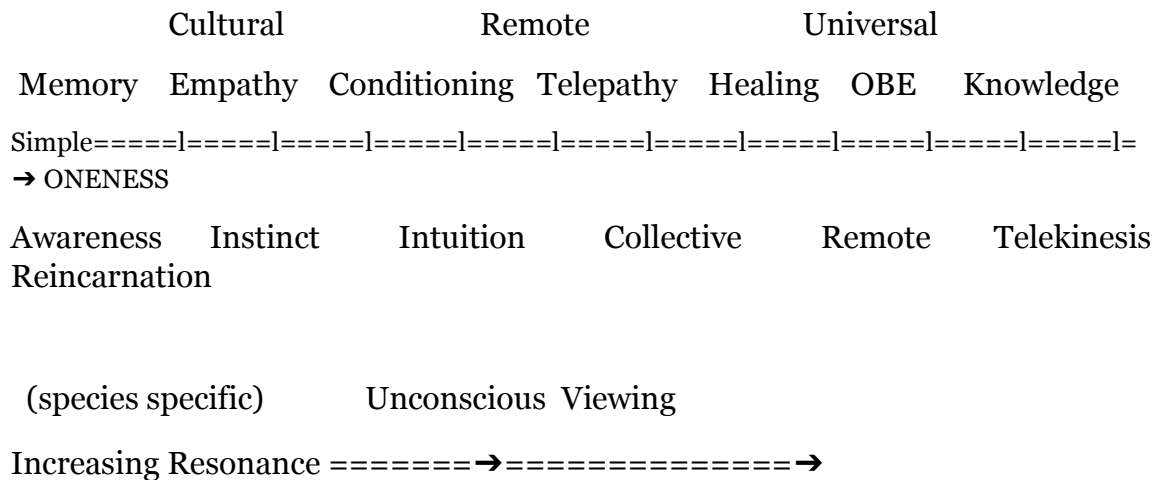 Cultural Remote Universal
Memory Empathy Conditioning Telepathy Healing OBE Knowledge
Simple=====l=====l=====l=====l=====l=====l=====l=====l=====l=====l=====l=
➔ ONENESS
Awareness Instinct Intuition Collective Remote Telekinesis
Reincarnation
(species specific) Unconscious Viewing
Increasing Resonance =======➔==============➔